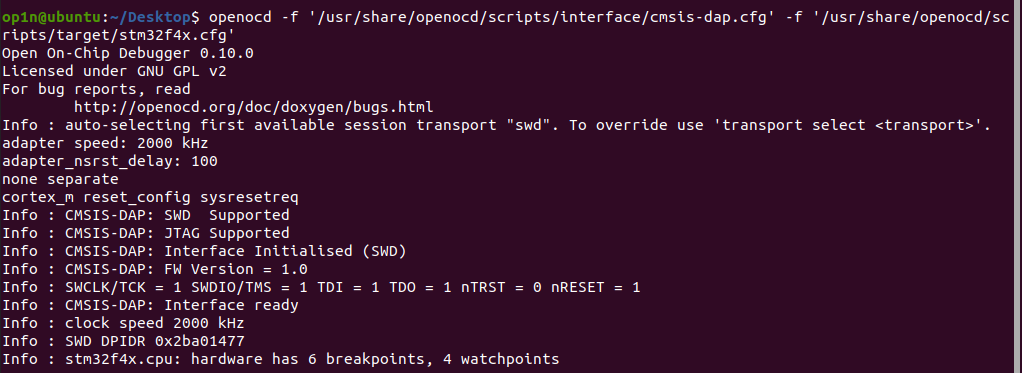 op1n@ubuntu:~/Desktop$ openocd -f '/usr/share/openocd/scripts/interface/cmsis-dap.cfg' -f '/usr/share/openocd/sc
ripts/target/stm32f4x.cfg'
Open On-Chip Debugger 0.10.0
Licensed under GNU GPL v2
For bug reports, read
        http://openocd.org/doc/doxygen/bugs.html
Info : auto-selecting first available session transport "swd". To override use 'transport select <transport>'.
adapter speed: 2000 kHz
adapter_nsrst_delay: 100
none separate
cortex_m reset_config sysresetreq
Info : CMSIS-DAP: SWD  Supported
Info : CMSIS-DAP: JTAG Supported
Info : CMSIS-DAP: Interface Initialised (SWD)
Info : CMSIS-DAP: FW Version = 1.0
Info : SWCLK/TCK = 1 SWDIO/TMS = 1 TDI = 1 TDO = 1 nTRST = 0 nRESET = 1
Info : CMSIS-DAP: Interface ready
Info : clock speed 2000 kHz
Info : SWD DPIDR 0x2ba01477
Info : stm32f4x.cpu: hardware has 6 breakpoints, 4 watchpoints